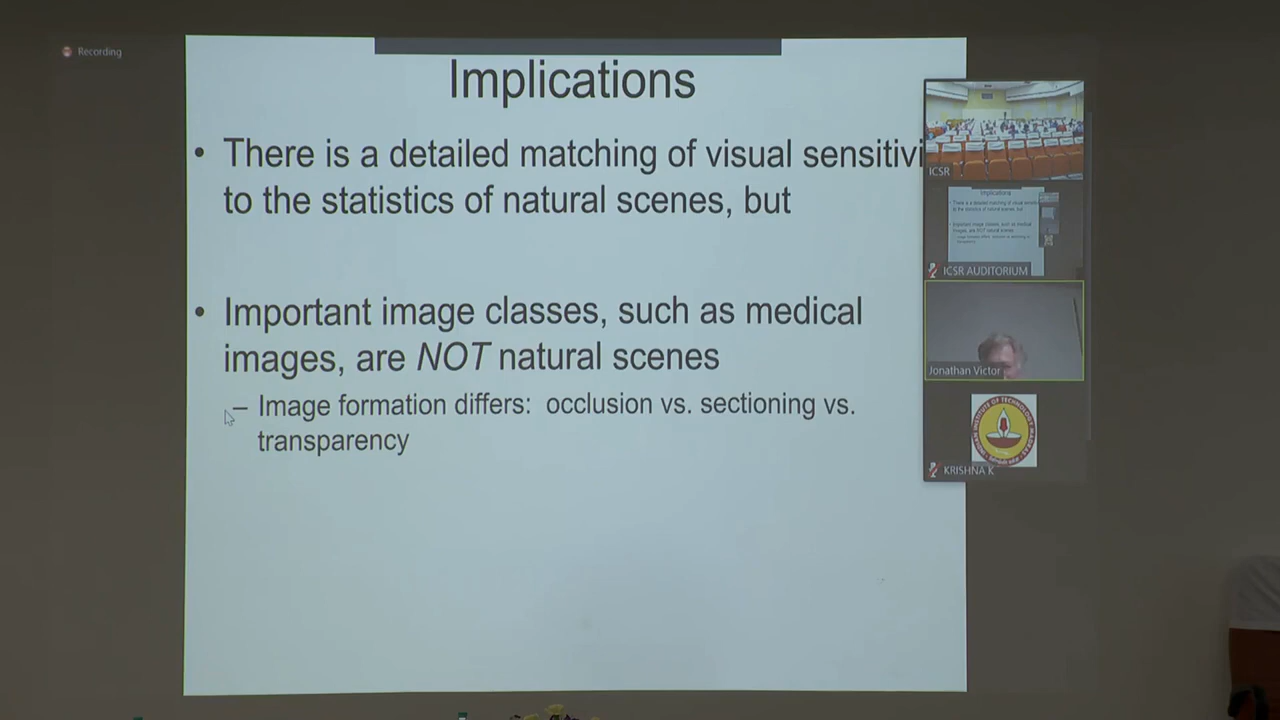 Recording
Implications
• There is a detailed matching of visual sensitivi
to the statistics of natural scenes, but
• Important image classes, such as medical
images, are NOT natural scenes
– Image formation differs: occlusion vs. sectioning vs.
transparency
ICSR
Implications
ICSR AUDITORIUM
Jonathan Victor
KRISHNA K